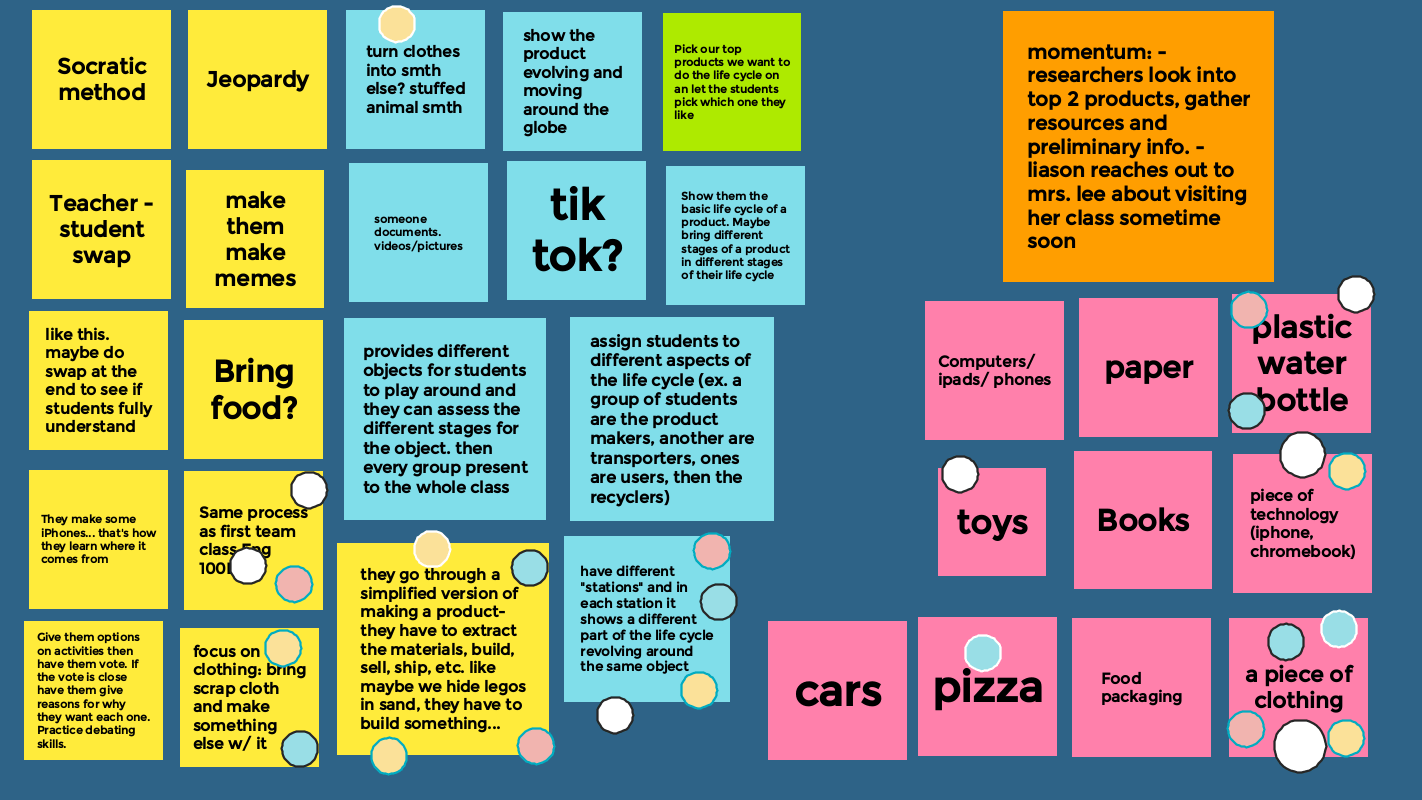 Socratic
method
Jeopardy
turn clothes
into smth
else? stuffed
animal smth
show the
product
evolving and
moving
around the
globe
Pick our top
products we want to
do the life cycle on
an let the students
pick which one they
like
momentum: -
researchers look into
top 2 products, gather
resources and
preliminary info. -
liason reaches out to
mrs. lee about visiting
her class sometime
soon
Teacher -
student
swap
make
them
make
memes
someone
documents.
videos/pictures
tik
tok?
Show them the
basic life cycle of a
product. Maybe
bring different
stages of a product
in different stages
of their life cycle
like this.
maybe do
swap at the
end to see if
students fully
understand
Bring
food?
provides different
objects for students
to play around and
they can assess the
different stages for
the object. then
every group present
to the whole class
assign students to
different aspects of
the life cycle (ex. a
group of students
are the product
makers, another are
transporters, ones
are users, then the
recyclers)
Computers/
ipads/ phones
paper
plastic
water
bottle
They make some
iPhones... that's how
they learn where it
comes from
Same process
as first team
class
they go through a
simplified version of
making a product-
they have to extract
the materials, build,
sell, ship, etc. like
maybe we hide legos
in sand, they have to
build something...
have different
"stations" and in
each station it
shows a different
part of the life cycle
revolving around
the same object
toys
Books
piece of
technology
(iphone,
chromebook)
Give them options
on activities then
have them vote. If
the vote is close
have them give
reasons for why
they want each one.
Practice debating
skills.
focus on
clothing: bring
scrap cloth
and make
something
else w/ it
cars
pizza
Food
packaging
a piece of
clothing